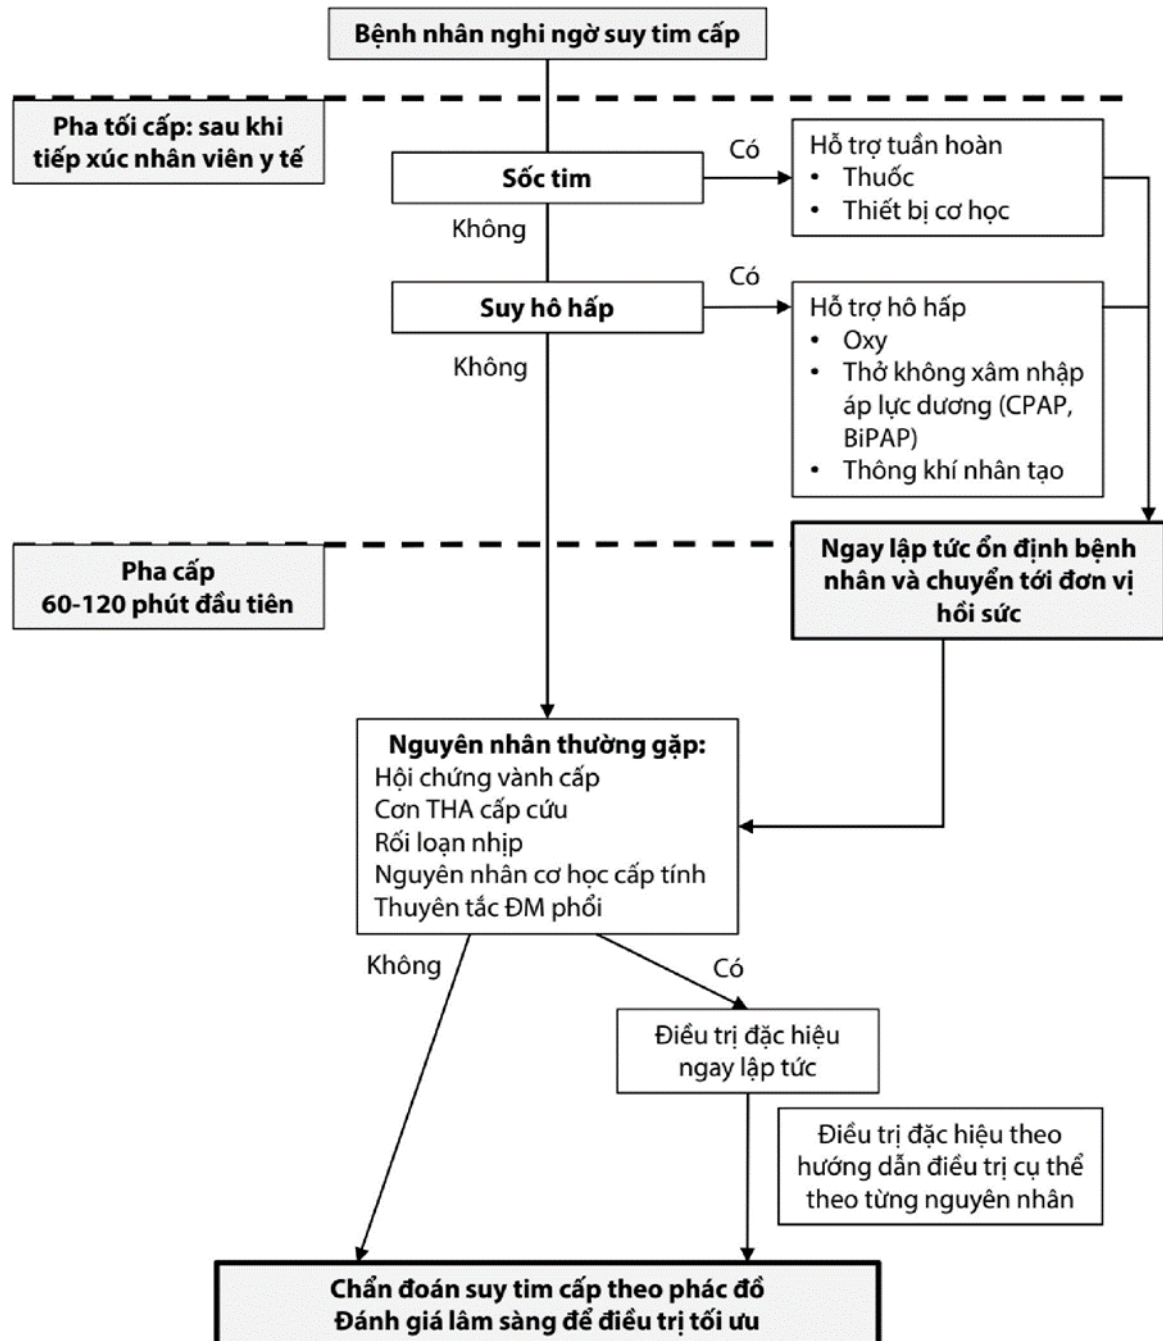 Bệnh nhân nghi ngờ suy tim cấp
Pha tối cấp: sau khi
tiếp xúc nhân viên y tế
Sốc tim
Có
Hỗ trợ tuần hoàn
• Thuốc
• Thiết bị cơ học
Không
Suy hô hấp
Có
Hỗ trợ hô hấp
• Oxy
• Thở không xâm nhập
áp lực dương (CPAP,
BiPAP)
• Thông khí nhân tạo
Không
Pha cấp
60-120 phút đầu tiên
Ngay lập tức ổn định bệnh
nhân và chuyển tới đơn vị
hồi sức
Nguyên nhân thường gặp:
Hội chứng vành cấp
Cơn THA cấp cứu
Rối loạn nhịp
Nguyên nhân cơ học cấp tính
Thuyên tắc ĐM phổi
Không
Có
Điều trị đặc hiệu
ngay lập tức
Điều trị đặc hiệu theo
hướng dẫn điều trị cụ thể
theo từng nguyên nhân
Chẩn đoán suy tim cấp theo phác đồ
Đánh giá lâm sàng để điều trị tối ưu